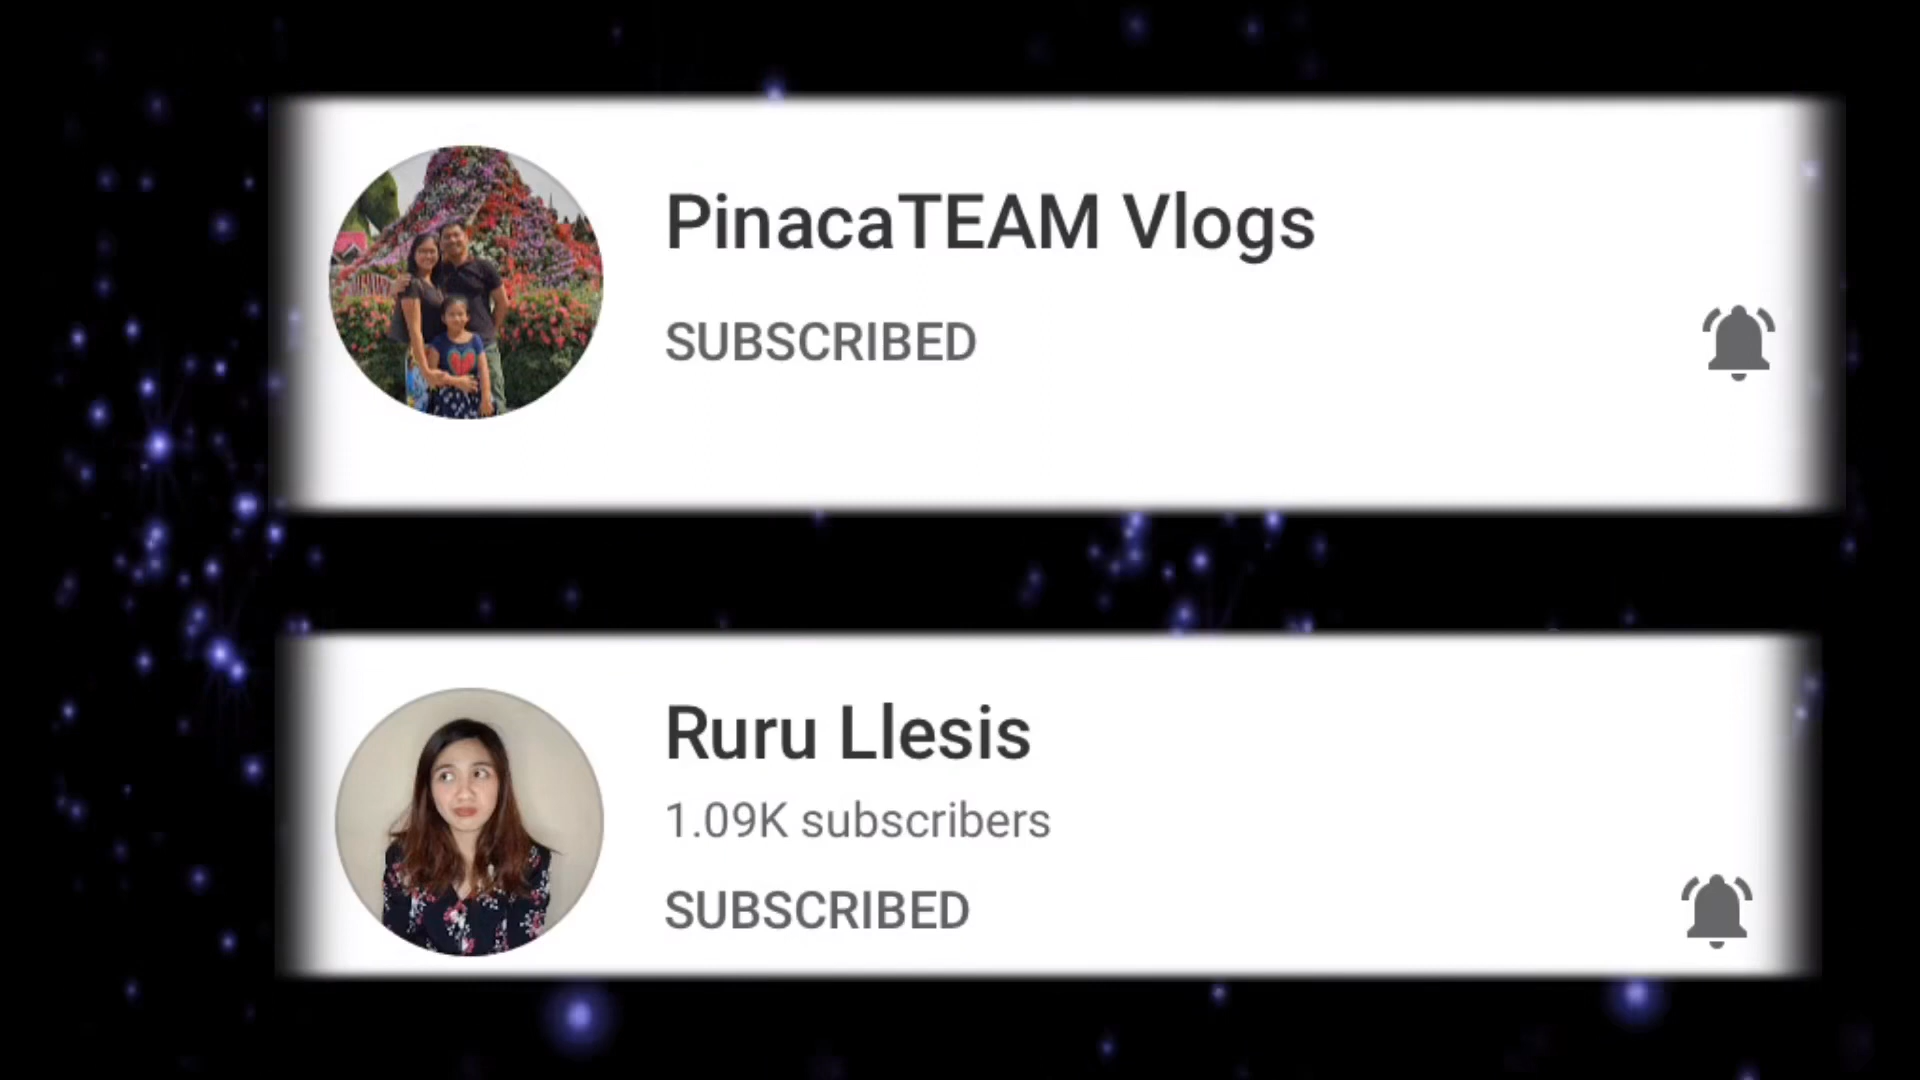 PinacaTEAM Vlogs
SUBSCRIBED
Ruru Llesis
1.09K subscribers
SUBSCRIBED